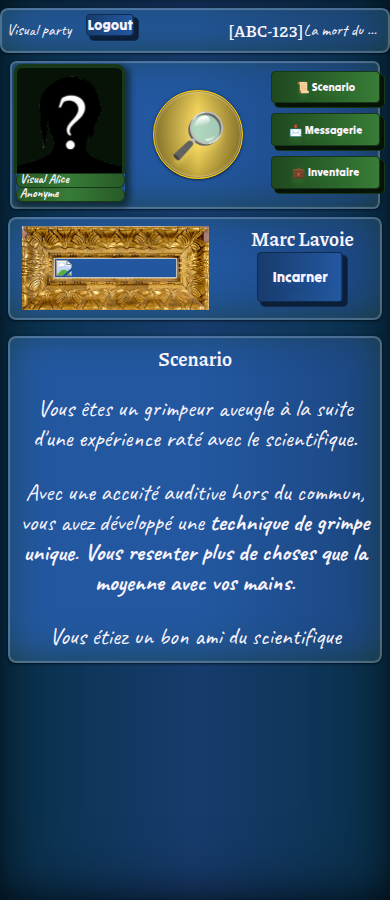 Visual party Logout [ABC-123] La mort du ...
Visual Alice
Anonyme
📜 Scenario
📩 Messagerie
💼 Inventaire
Marc Lavoie
Incarner
Scenario
Vous êtes un grimpeur aveugle à la suite
d'une expérience raté avec le scientifique.
Avec une accuité auditive hors du commun,
vous avez développé une technique de grimpe
unique. Vous resenter plus de choses que la
moyenne avec vos mains.
Vous étiez un bon ami du scientifique